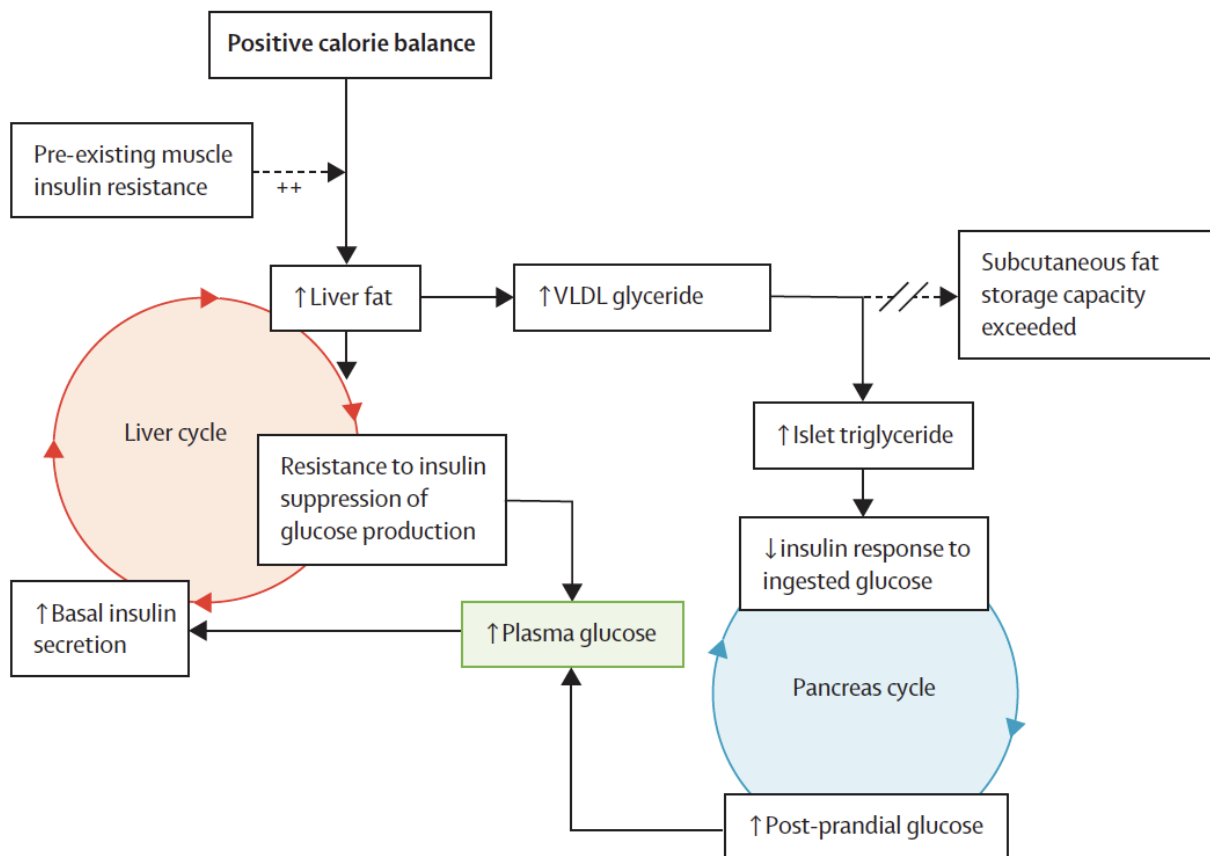 Positive calorie balance
Pre-existing muscle
insulin resistance
++
↑Liver fat
↑VLDL glyceride
Subcutaneous fat
storage capacity
exceeded
Liver cycle
↑Islet triglyceride
Resistance to insulin
suppression of
glucose production
↓insulin response to
ingested glucose
↑Basal insulin
secretion
↑Plasma glucose
Pancreas cycle
↑Post-prandial glucose